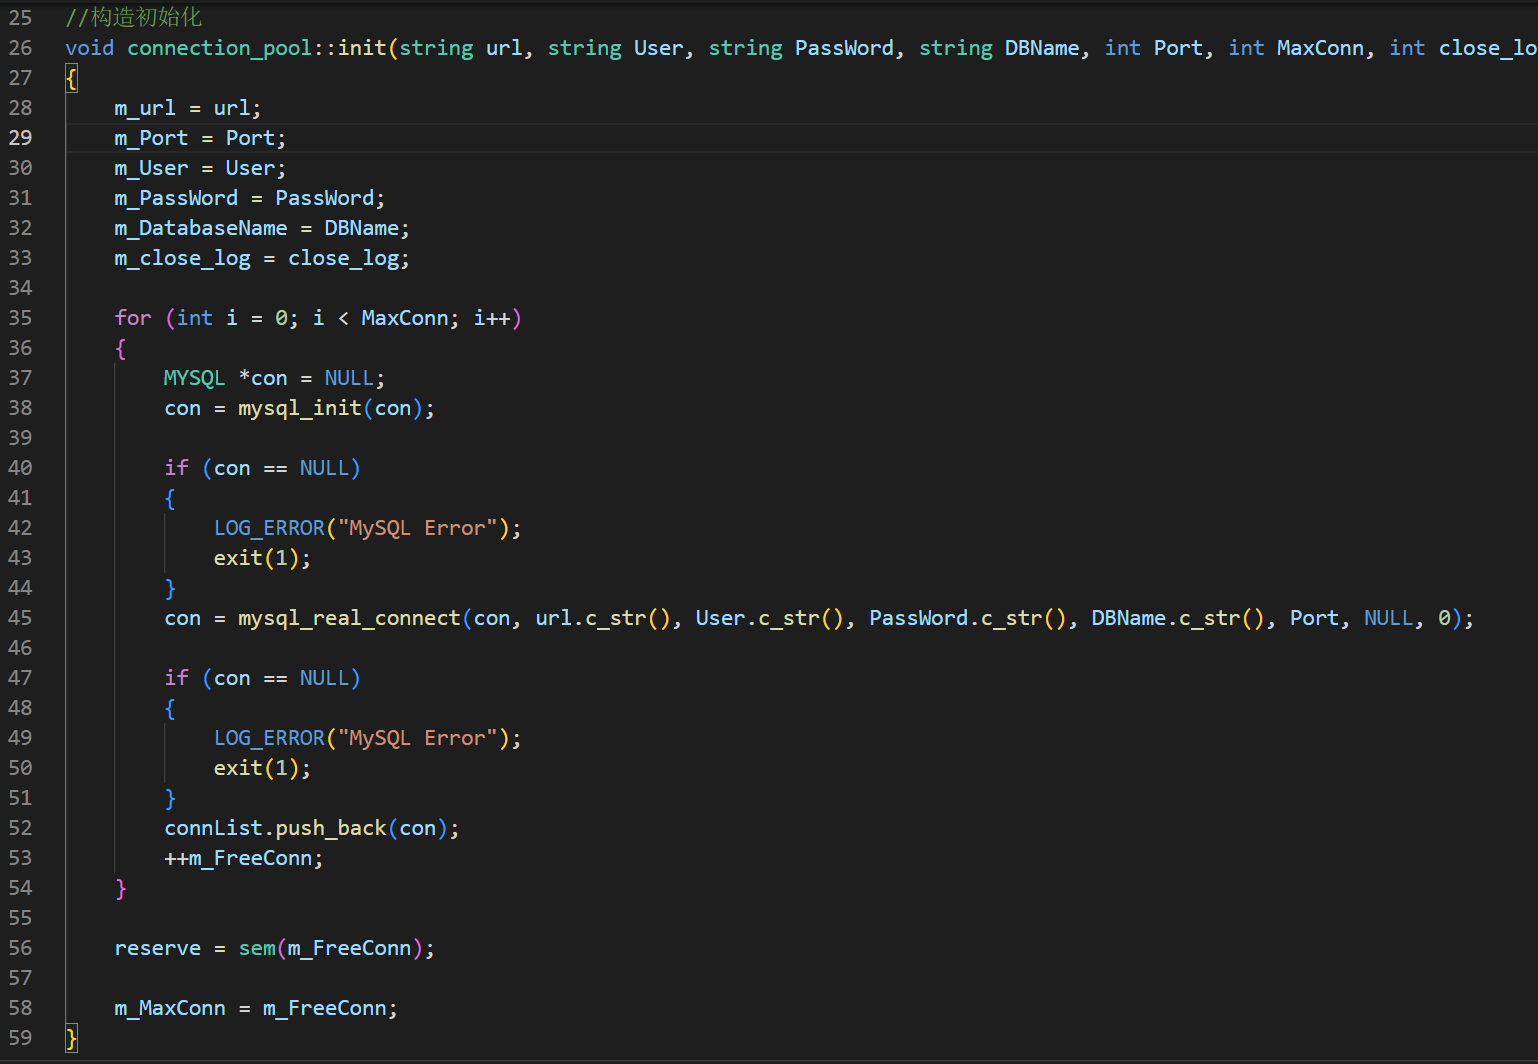 25 //构造初始化
26 void connection_pool::init(string url, string User, string PassWord, string DBName, int Port, int MaxConn, int close_lo
27 {
28 m_url = url;
29 m_Port = Port;
30 m_User = User;
31 m_PassWord = PassWord;
32 m_DatabaseName = DBName;
33 m_close_log = close_log;
34
35 for (int i = 0; i < MaxConn; i++)
36 {
37 MYSQL *con = NULL;
38 con = mysql_init(con);
39
40 if (con == NULL)
41 {
42 LOG_ERROR("MySQL Error");
43 exit(1);
44 }
45 con = mysql_real_connect(con, url.c_str(), User.c_str(), PassWord.c_str(), DBName.c_str(), Port, NULL, 0);
46
47 if (con == NULL)
48 {
49 LOG_ERROR("MySQL Error");
50 exit(1);
51 }
52 connList.push_back(con);
53 ++m_FreeConn;
54 }
55
56 reserve = sem(m_FreeConn);
57
58 m_MaxConn = m_FreeConn;
59 }